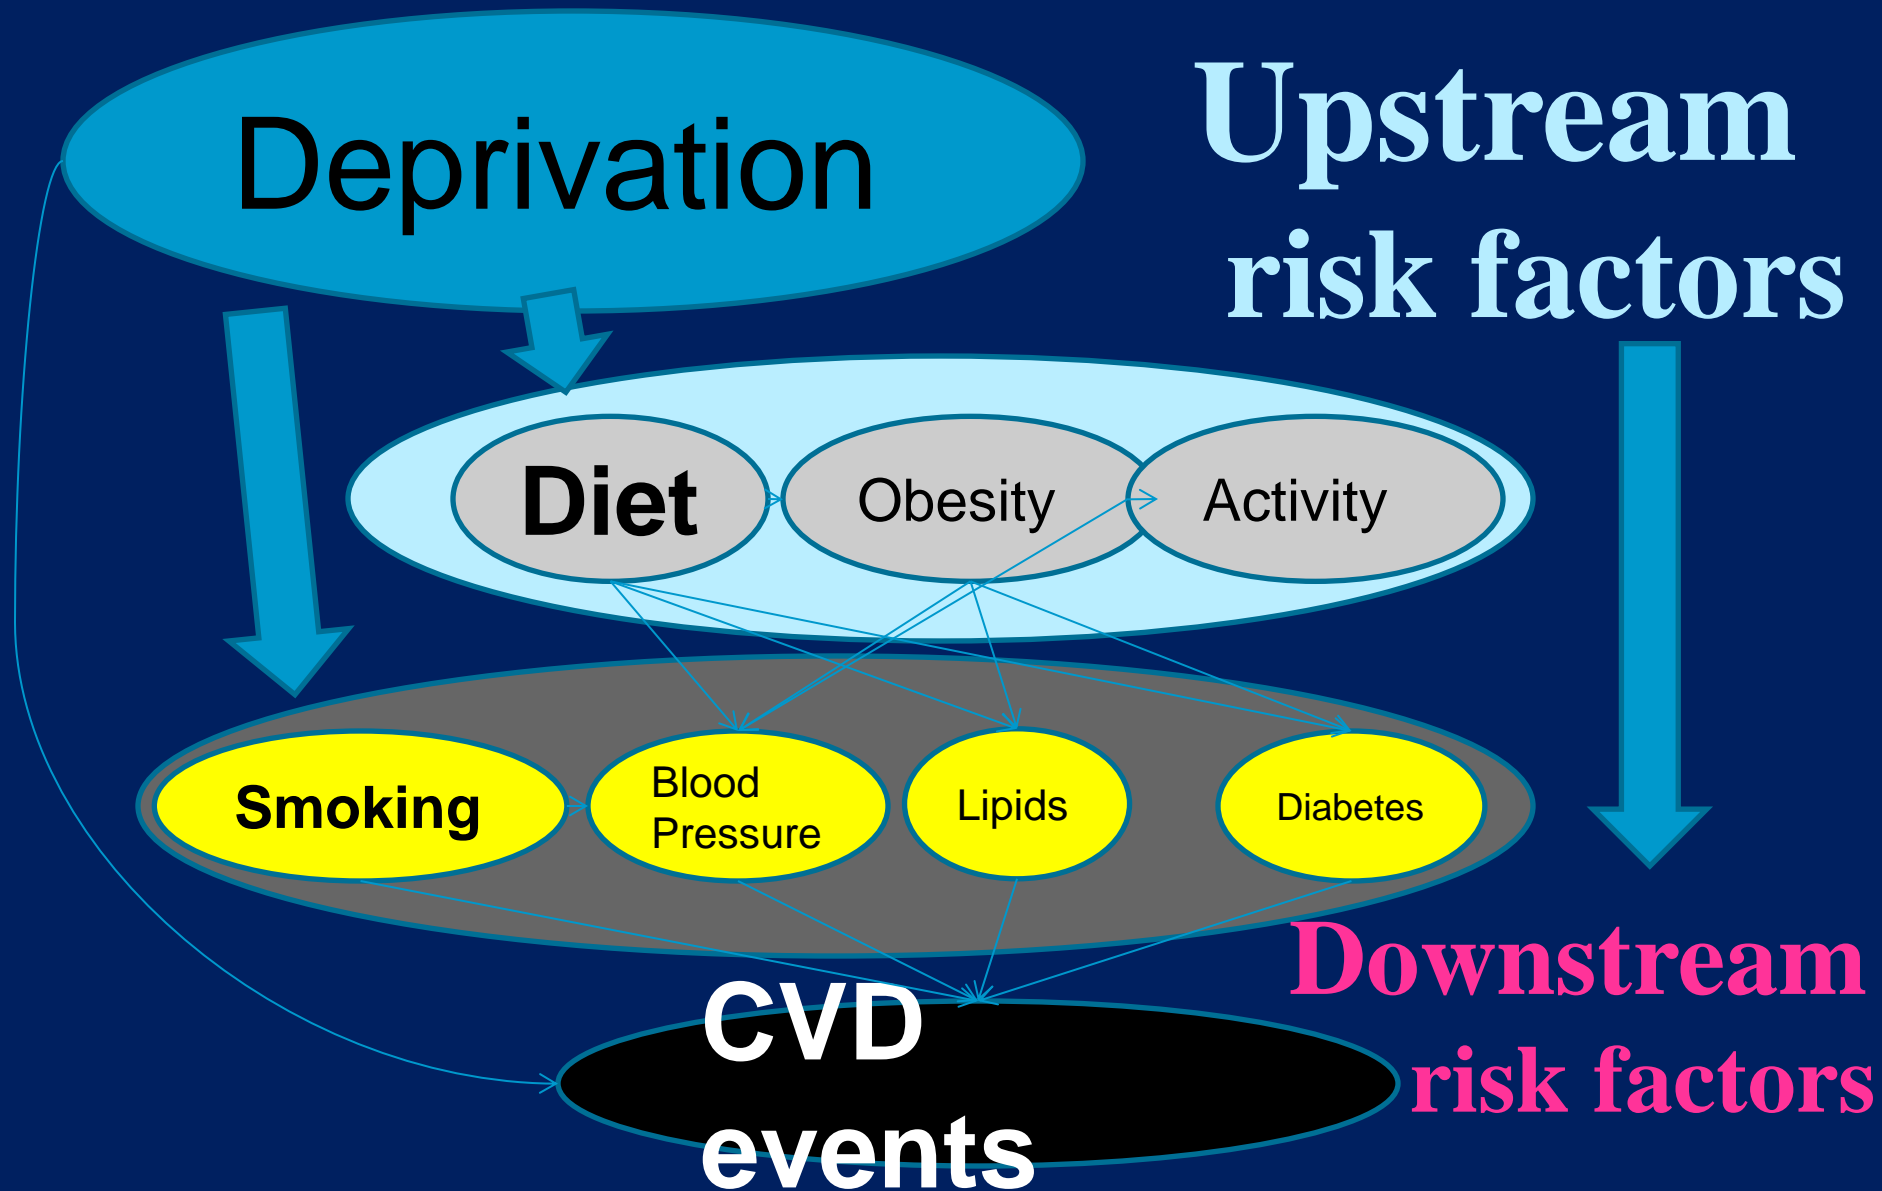 Deprivation
Upstream
risk factors
Diet
Obesity
Activity
Smoking
Blood
Pressure
Lipids
Diabetes
Downstream
risk factors
CVD
events